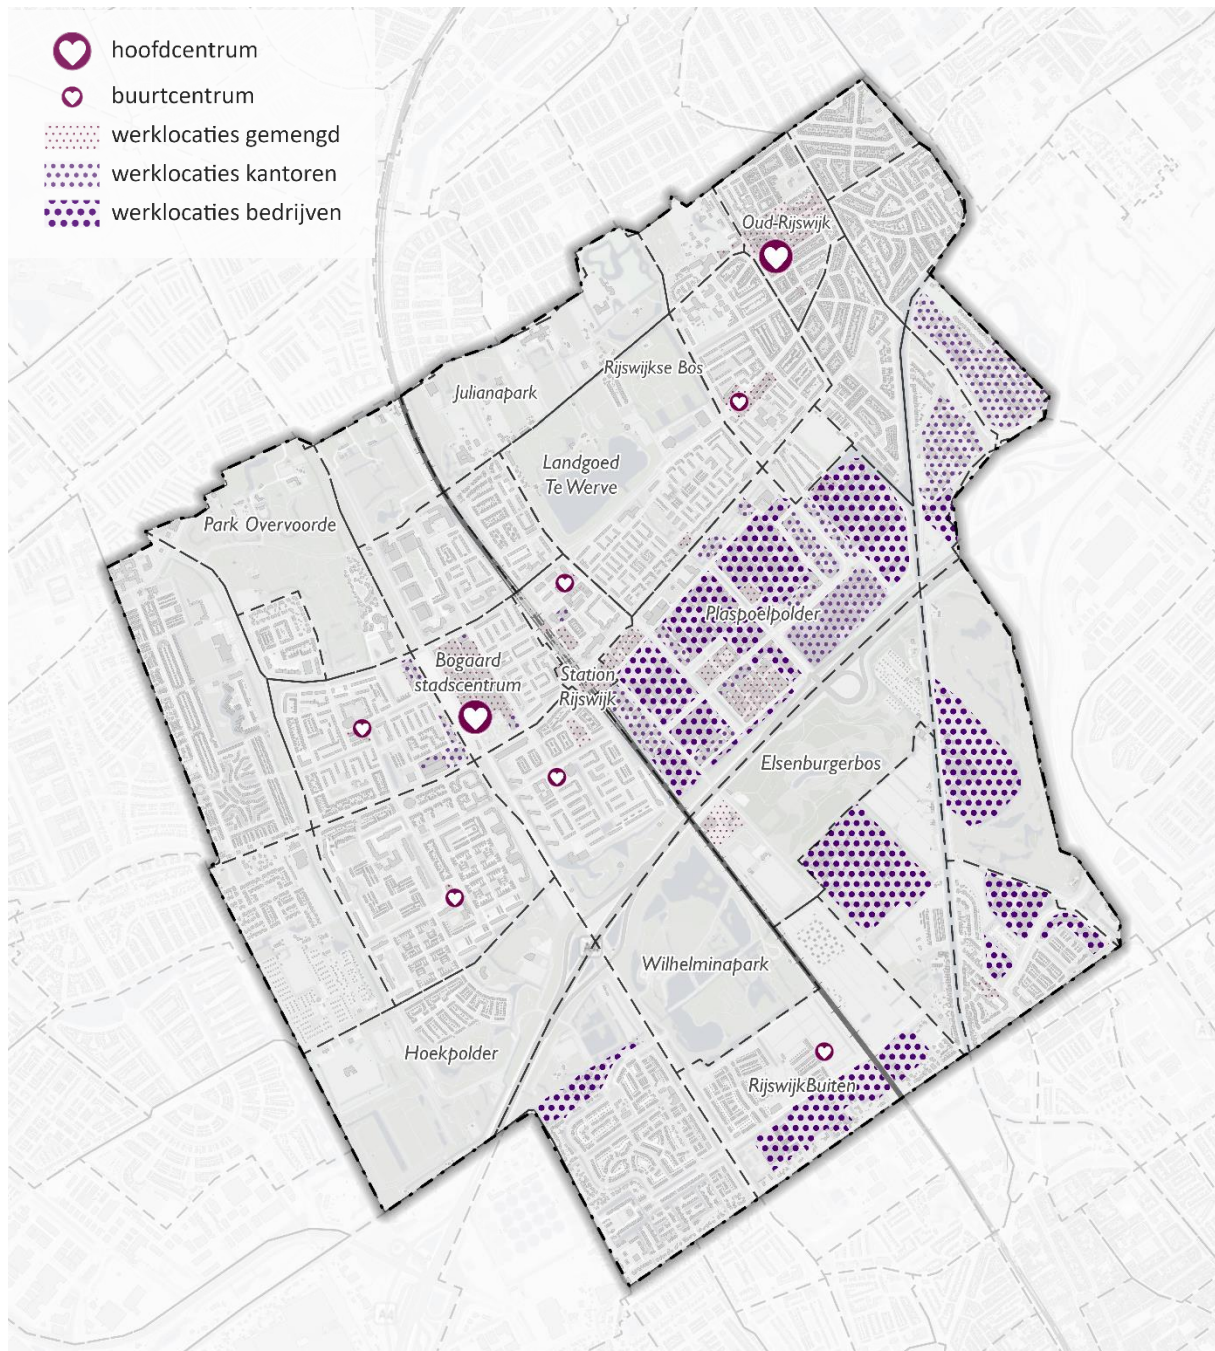 hoofdcentrum
buurtcentrum
werklocaties gemengd
werklocaties kantoren
werklocaties bedrijven
Oud-Rijswijk
Rijswijkse Bos
Julianapark
Landgoed
Te Werve
Park Overvoorde
Plaspoelpolder
Bogaard
stadscentrum
Station
Rijswijk
Elsenburgerbos
Wilhelminapark
Hoekpolder
RijswijkBuiten